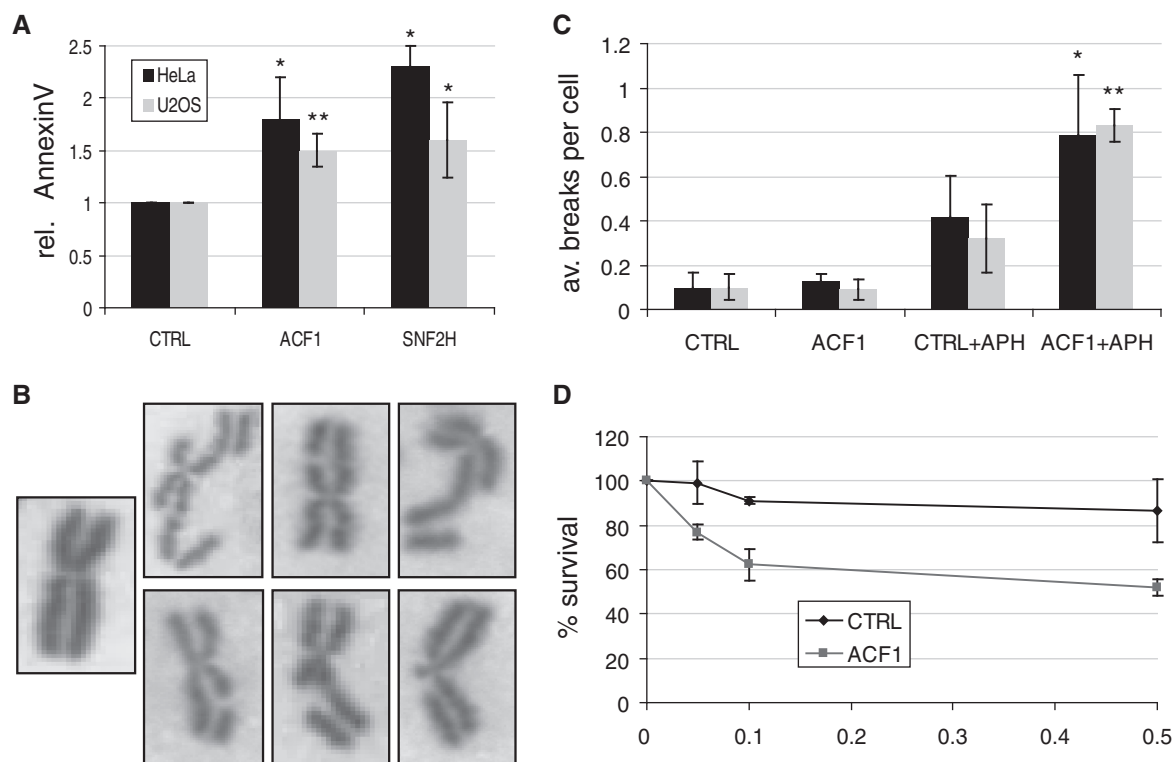 A
rel. AnnexinV
2.5
2
1.5
1
0.5
0
HeLa
U2OS
*
**
*
*
CTRL
ACF1
SNF2H
B
C
av. breaks per cell
1.2
1
0.8
0.6
0.4
0.2
0
*
**
CTRL
ACF1
CTRL+APH
ACF1+APH
D
% survival
120
100
80
60
40
20
0
CTRL
ACF1
0
0.1
0.2
0.3
0.4
0.5